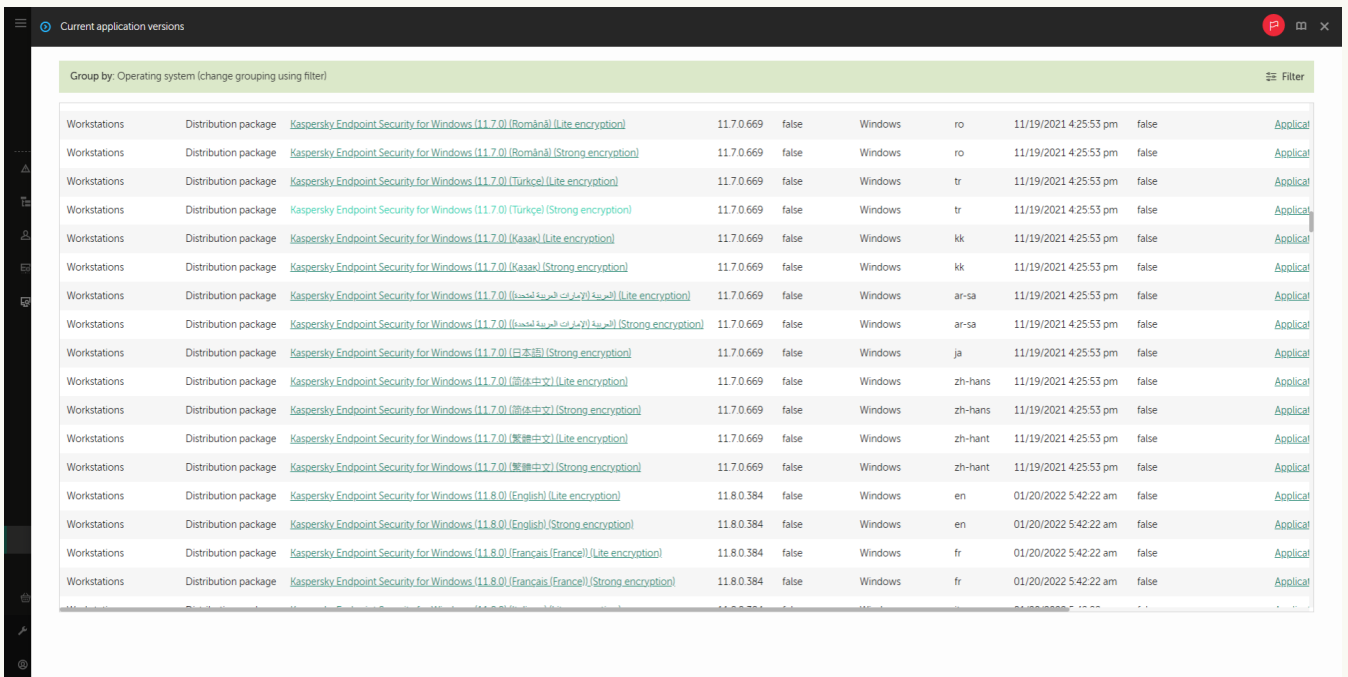 Current application versions
Group by: Operating system (change grouping using filter) Filter
Workstations Distribution package Kaspersky Endpoint Security for Windows (11.7.0) (Română) (Lite encryption) 11.7.0.669 false Windows ro 11/19/2021 4:25:53 pm false Applicat
Workstations Distribution package Kaspersky Endpoint Security for Windows (11.7.0) (Română) (Strong encryption) 11.7.0.669 false Windows ro 11/19/2021 4:25:53 pm false Applicat
Workstations Distribution package Kaspersky Endpoint Security for Windows (11.7.0) (Türkçe) (Lite encryption) 11.7.0.669 false Windows tr 11/19/2021 4:25:53 pm false Applicat
Workstations Distribution package Kaspersky Endpoint Security for Windows (11.7.0) (Türkçe) (Strong encryption) 11.7.0.669 false Windows tr 11/19/2021 4:25:53 pm false Applicat
Workstations Distribution package Kaspersky Endpoint Security for Windows (11.7.0) (Қазақ) (Lite encryption) 11.7.0.669 false Windows kk 11/19/2021 4:25:53 pm false Applicat
Workstations Distribution package Kaspersky Endpoint Security for Windows (11.7.0) (Қазақ) (Strong encryption) 11.7.0.669 false Windows kk 11/19/2021 4:25:53 pm false Applicat
Workstations Distribution package Kaspersky Endpoint Security for Windows (11.7.0) (العربية (الإمارات العربية المتحدة)) (Lite encryption) 11.7.0.669 false Windows ar-sa 11/19/2021 4:25:53 pm false Applicat
Workstations Distribution package Kaspersky Endpoint Security for Windows (11.7.0) (العربية (الإمارات العربية المتحدة)) (Strong encryption) 11.7.0.669 false Windows ar-sa 11/19/2021 4:25:53 pm false Applicat
Workstations Distribution package Kaspersky Endpoint Security for Windows (11.7.0) (日本語) (Strong encryption) 11.7.0.669 false Windows ja 11/19/2021 4:25:53 pm false Applicat
Workstations Distribution package Kaspersky Endpoint Security for Windows (11.7.0) (简体中文) (Lite encryption) 11.7.0.669 false Windows zh-hans 11/19/2021 4:25:53 pm false Applicat
Workstations Distribution package Kaspersky Endpoint Security for Windows (11.7.0) (简体中文) (Strong encryption) 11.7.0.669 false Windows zh-hans 11/19/2021 4:25:53 pm false Applicat
Workstations Distribution package Kaspersky Endpoint Security for Windows (11.7.0) (繁體中文) (Lite encryption) 11.7.0.669 false Windows zh-hant 11/19/2021 4:25:53 pm false Applicat
Workstations Distribution package Kaspersky Endpoint Security for Windows (11.7.0) (繁體中文) (Strong encryption) 11.7.0.669 false Windows zh-hant 11/19/2021 4:25:53 pm false Applicat
Workstations Distribution package Kaspersky Endpoint Security for Windows (11.8.0) (English) (Lite encryption) 11.8.0.384 false Windows en 01/20/2022 5:42:22 am false Applicat
Workstations Distribution package Kaspersky Endpoint Security for Windows (11.8.0) (English) (Strong encryption) 11.8.0.384 false Windows en 01/20/2022 5:42:22 am false Applicat
Workstations Distribution package Kaspersky Endpoint Security for Windows (11.8.0) (Français (France)) (Lite encryption) 11.8.0.384 false Windows fr 01/20/2022 5:42:22 am false Applicat
Workstations Distribution package Kaspersky Endpoint Security for Windows (11.8.0) (Français (France)) (Strong encryption) 11.8.0.384 false Windows fr 01/20/2022 5:42:22 am false Applicat